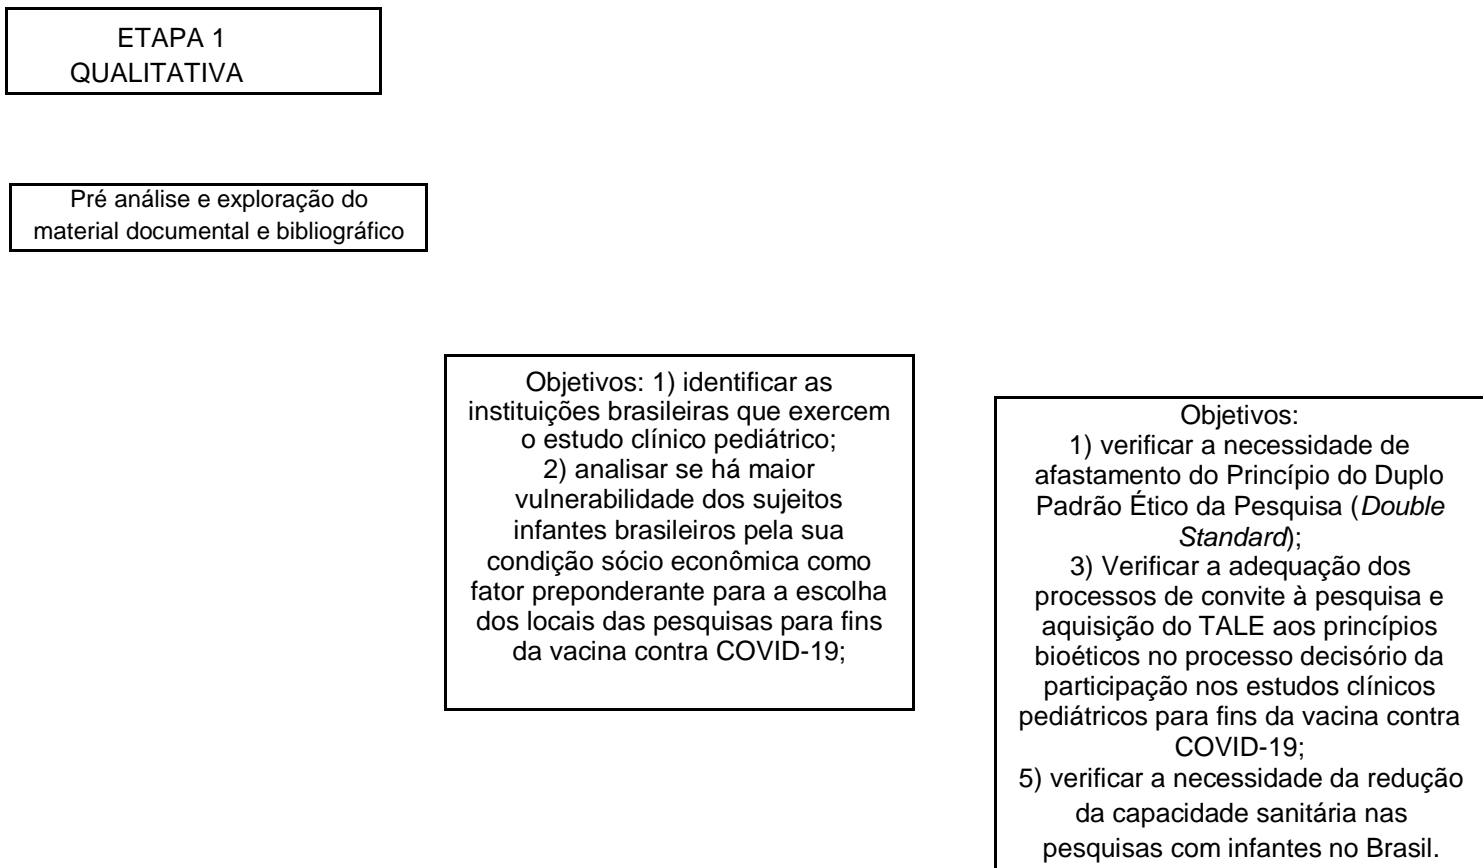 ETAPA 1
QUALITATIVA
Pré análise e exploração do
material documental e bibliográfico
Objetivos: 1) identificar as
instituições brasileiras que exercem
o estudo clínico pediátrico;
2) analisar se há maior
vulnerabilidade dos sujeitos
infantes brasileiros pela sua
condição sócio econômica como
fator preponderante para a escolha
dos locais das pesquisas para fins
da vacina contra COVID-19;
Objetivos:
1) verificar a necessidade de
afastamento do Princípio do Duplo
Padrão Ético da Pesquisa (Double
Standard);
3) Verificar a adequação dos
processos de convite à pesquisa e
aquisição do TALE aos princípios
bioéticos no processo decisório da
participação nos estudos clínicos
pediátricos para fins da vacina contra
COVID-19;
5) verificar a necessidade da redução
da capacidade sanitária nas
pesquisas com infantes no Brasil.